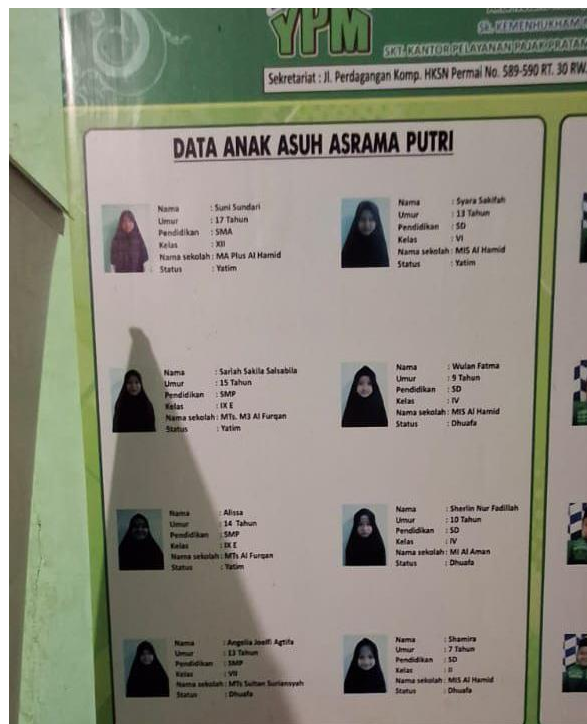 YPM
SK. KEMENHUKHAM
SKT. KANTOR PELAYANAN PAJAK PRATAM
Sekretariat : Jl. Perdagangan Komp. HKSN Permai No. 589-590 RT. 30 RW.
DATA ANAK ASUH ASRAMA PUTRI
Nama : Suni Sundari
Umur : 17 Tahun
Pendidikan : SMA
Kelas : XII
Nama sekolah : MA Plus Al Hamid
Status : Yatim
Nama : Syara Sakifah
Umur : 13 Tahun
Pendidikan : SD
Kelas : VI
Nama sekolah : MIS Al Hamid
Status : Yatim
Nama : Sariah Sakila Salsabila
Umur : 15 Tahun
Pendidikan : SMP
Kelas : IX E
Nama sekolah : MTs. M3 Al Furqan
Status : Yatim
Nama : Wulan Fatma
Umur : 9 Tahun
Pendidikan : SD
Kelas : IV
Nama sekolah : MIS Al Hamid
Status : Dhuafa
Nama : Alissa
Umur : 14 Tahun
Pendidikan : SMP
Kelas : IX E
Nama sekolah : MTs Al Furqan
Status : Yatim
Nama : Sherlin Nur Fadillah
Umur : 10 Tahun
Pendidikan : SD
Kelas : IV
Nama sekolah : MI Al Aman
Status : Dhuafa
Nama : Angelia Joelfi Agtifa
Umur : 13 Tahun
Pendidikan : SMP
Kelas : VII
Nama sekolah : MTs Sultan Suriansyah
Status : Dhuafa
Nama : Shamira
Umur : 7 Tahun
Pendidikan : SD
Kelas : II
Nama sekolah : MIS Al Hamid
Status : Dhuafa